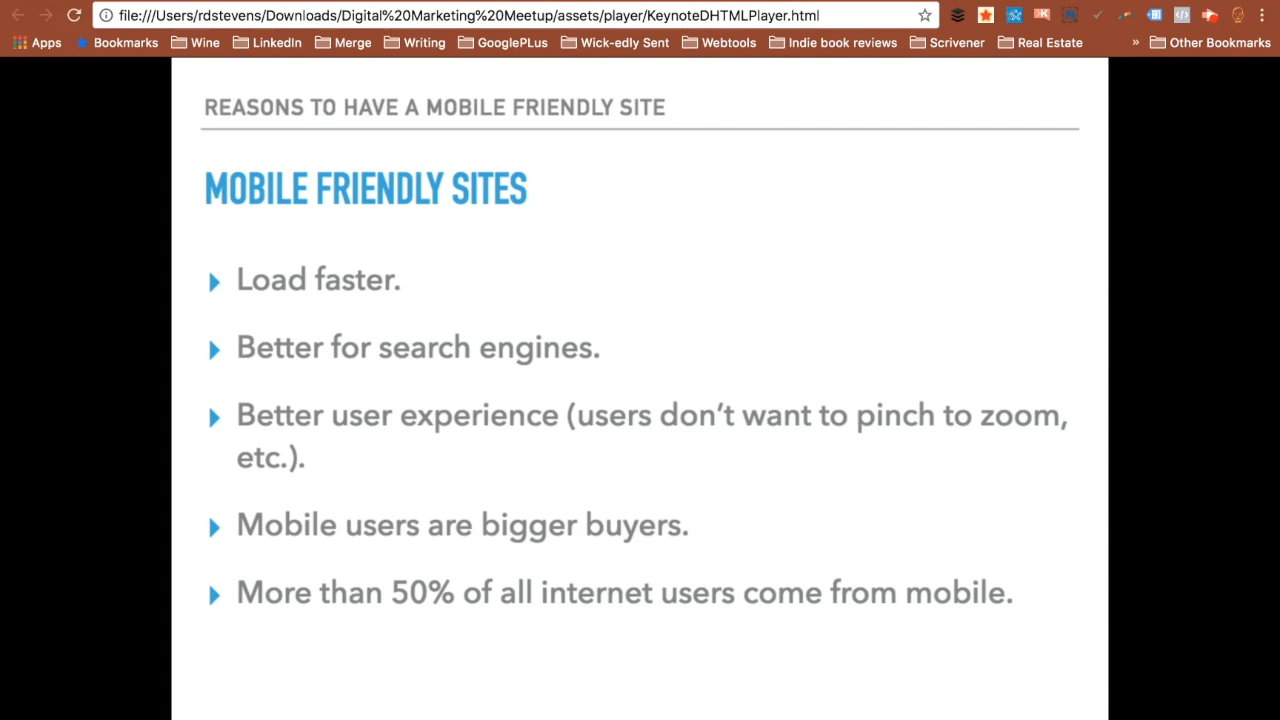 file:///Users/rdstevens/Downloads/Digital%20Marketing%20Meetup/assets/player/KeynoteDHTMLPlayer.html
Apps Bookmarks Wine LinkedIn Merge Writing GooglePLus Wick-edly Sent Webtools Indie book reviews Scrivener Real Estate » Other Bookmarks
REASONS TO HAVE A MOBILE FRIENDLY SITE
MOBILE FRIENDLY SITES
Load faster.
Better for search engines.
Better user experience (users don’t want to pinch to zoom,
etc.).
Mobile users are bigger buyers.
More than 50% of all internet users come from mobile.